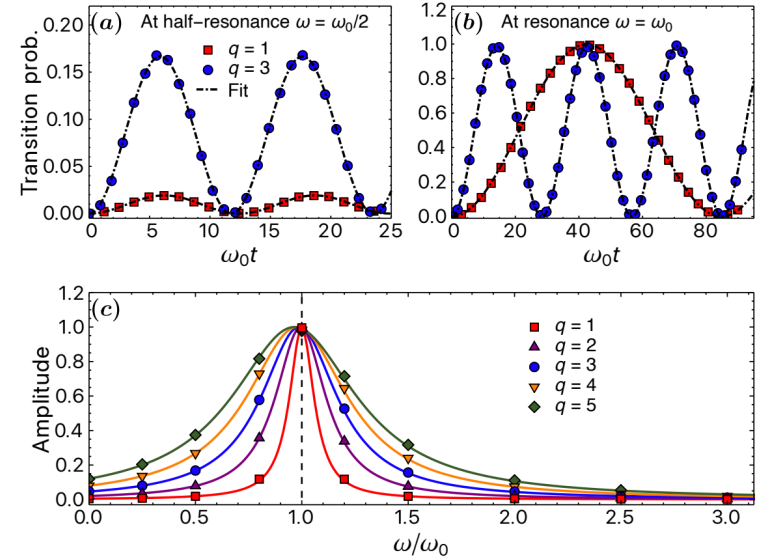 (a) At half-resonance ω = ω₀/2
q = 1
q = 3
Fit
Transition prob.
0.20
0.15
0.10
0.05
0.00
0 5 10 15 20 25
ω₀t
(b) At resonance ω = ω₀
1.2
1.0
0.8
0.6
0.4
0.2
0.0
0 20 40 60 80
ω₀t
(c)
q = 1
q = 2
q = 3
q = 4
q = 5
Amplitude
1.2
1.0
0.8
0.6
0.4
0.2
0.0
0.0 0.5 1.0 1.5 2.0 2.5 3.0
ω/ω₀